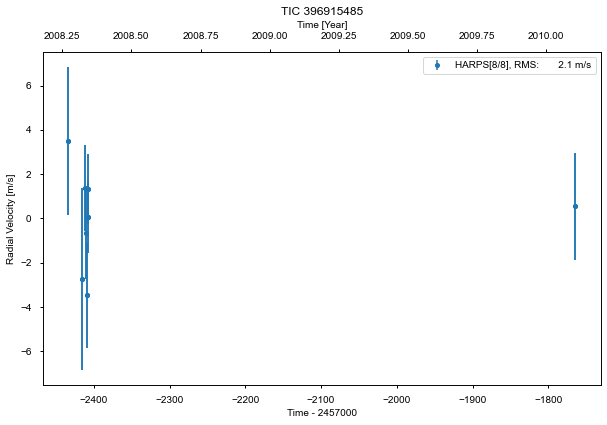 TIC 396915485
Time [Year]
2008.25 2008.50 2008.75 2009.00 2009.25 2009.50 2009.75 2010.00
HARPS[8/8], RMS: 2.1 m/s
Radial Velocity [m/s]
6
4
2
0
−2
−4
−6
−2400 −2300 −2200 −2100 −2000 −1900 −1800
Time - 2457000